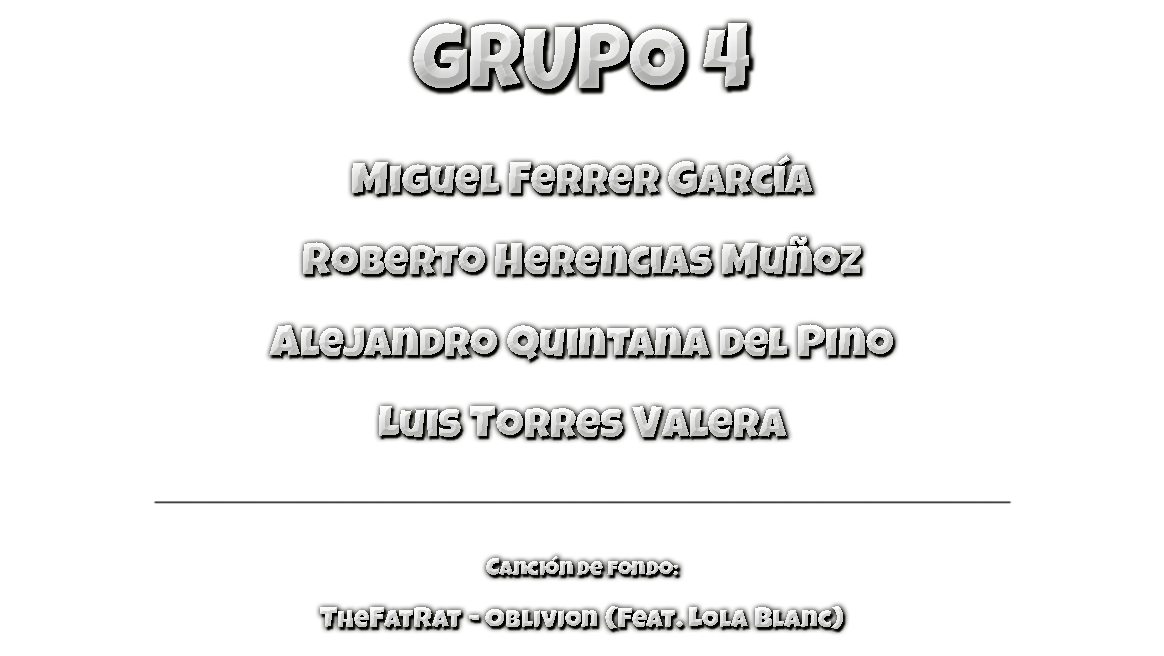 GRUPO 4
Miguel Ferrer García
Roberto Herencias Muñoz
Alejandro Quintana del Pino
Luis Torres Valera
Canción de fondo:
TheFatRat - Oblivion (Feat. Lola Blanc)